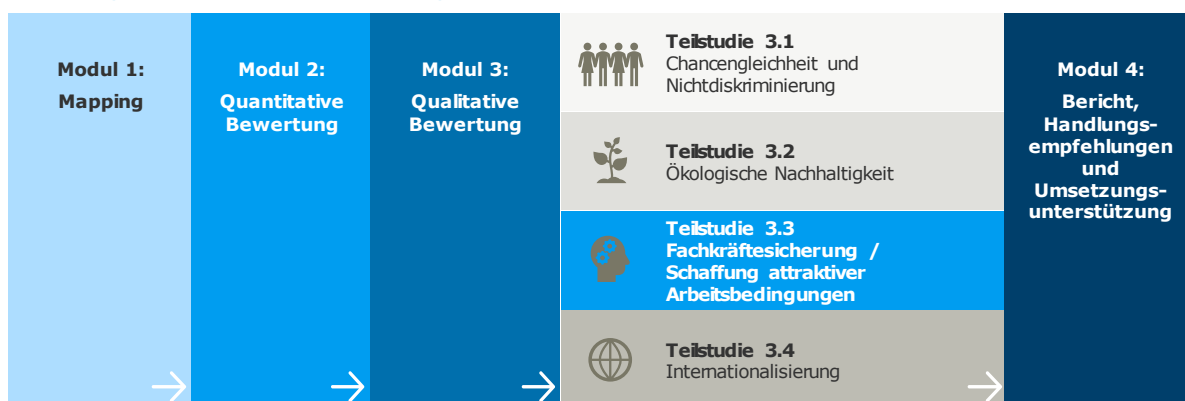 Modul 1:
Mapping
Modul 2:
Quantitative
Bewertung
Modul 3:
Qualitative
Bewertung
Teilstudie 3.1
Chancengleichheit und
Nichtdiskriminierung
Teilstudie 3.2
Ökologische Nachhaltigkeit
Teilstudie 3.3
Fachkräftesicherung /
Schaffung attraktiver
Arbeitsbedingungen
Teilstudie 3.4
Internationalisierung
Modul 4:
Bericht,
Handlungs-
empfehlungen
und
Umsetzungs-
unterstützung